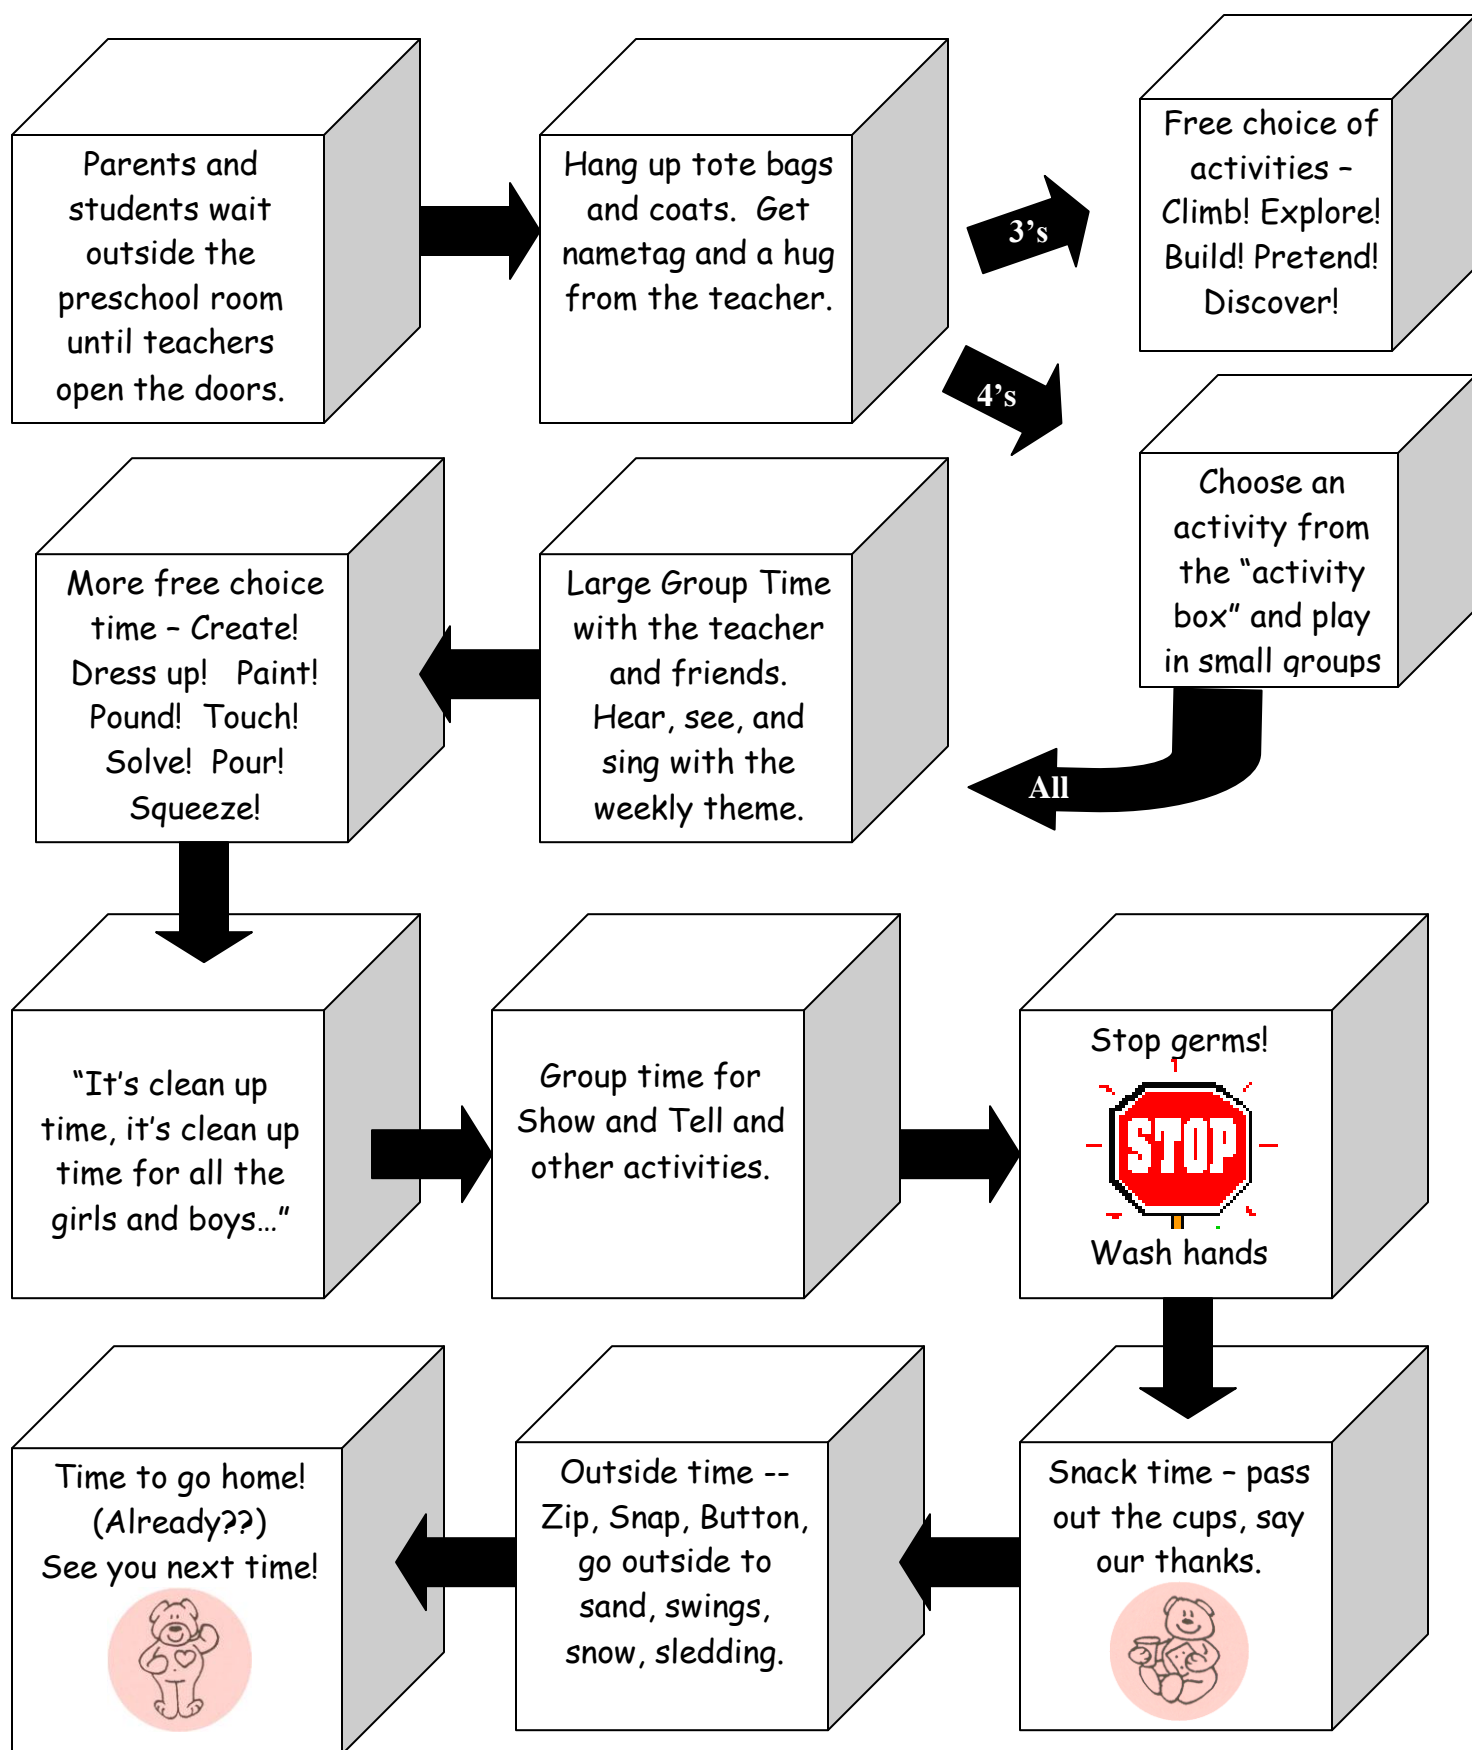 Parents and
students wait
outside the
preschool room
until teachers
open the doors.
Hang up tote bags
and coats.  Get
nametag and a hug
from the teacher.
3's
Free choice of
activities –
Climb! Explore!
Build! Pretend!
Discover!
4's
Choose an
activity from
the “activity
box” and play
in small groups
All
Large Group Time
with the teacher
and friends.
Hear, see, and
sing with the
weekly theme.
More free choice
time – Create!
Dress up!   Paint!
Pound!  Touch!
Solve!  Pour!
Squeeze!
“It’s clean up
time, it’s clean up
time for all the
girls and boys…”
Group time for
Show and Tell and
other activities.
Stop germs!
STOP
Wash hands
Snack time – pass
out the cups, say
our thanks.
Outside time --
Zip, Snap, Button,
go outside to
sand, swings,
snow, sledding.
Time to go home!
(Already??)
See you next time!